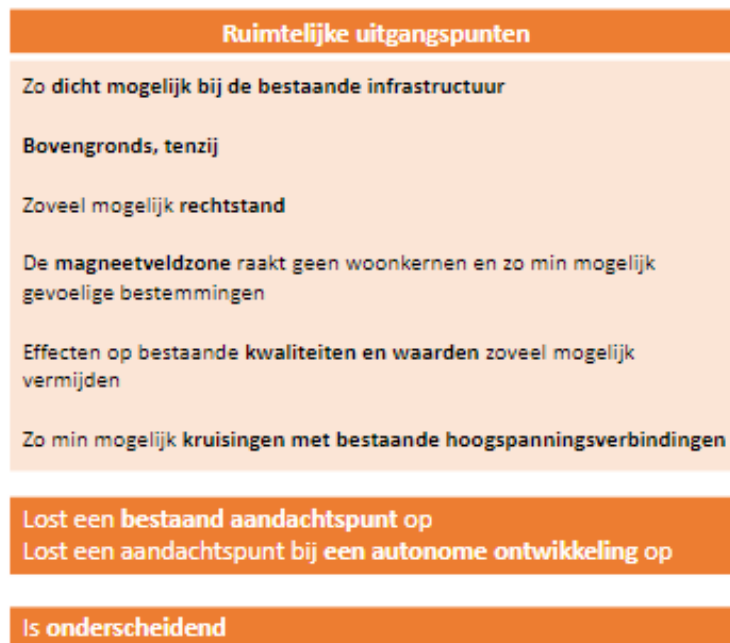 Ruimtelijke uitgangspunten
Zo dicht mogelijk bij de bestaande infrastructuur
Bovengronds, tenzij
Zoveel mogelijk rechtstand
De magneetveldzone raakt geen woonkernen en zo min mogelijk
gevoelige bestemmingen
Effecten op bestaande kwaliteiten en waarden zoveel mogelijk
vermijden
Zo min mogelijk kruisingen met bestaande hoogspanningsverbindingen
Lost een bestaand aandachtspunt op
Lost een aandachtspunt bij een autonome ontwikkeling op
Is onderscheidend